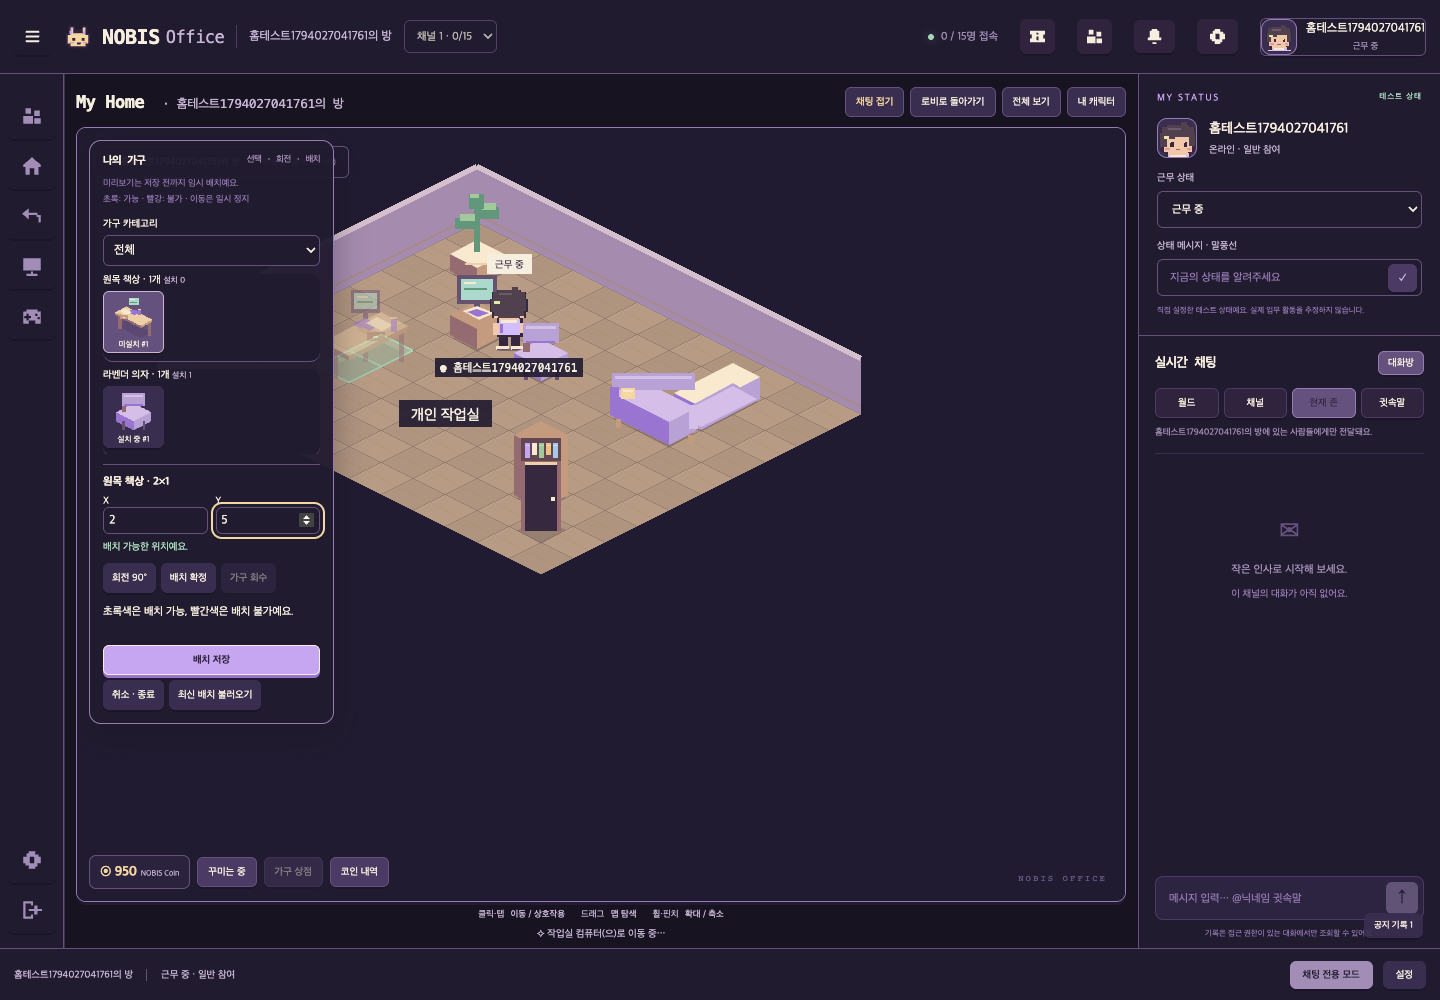 NOBIS Office
홈테스트1794027041761의 방
채널 1 · 0/15
0 / 15명 접속
홈테스트1794027041761
근무 중
My Home · 홈테스트1794027041761의 방
채팅 접기
로비로 돌아가기
전체 보기
내 캐릭터
나의 가구
선택 · 회전 · 배치
미리보기는 저장 전까지 임시 배치예요.
초록: 가능 · 빨강: 불가 · 이동은 일시 정지
가구 카테고리
전체
원목 책상 · 1개 설치 0
미설치 #1
라벤더 의자 · 1개 설치 1
설치 중 #1
원목 책상 · 2×1
X
Y
2
5
배치 가능한 위치예요.
회전 90°
배치 확정
가구 회수
초록색은 배치 가능, 빨간색은 배치 불가예요.
배치 저장
취소 · 종료
최신 배치 불러오기
근무 중
홈테스트1794027041761
개인 작업실
950 NOBIS Coin
꾸미는 중
가구 상점
코인 내역
NOBIS OFFICE
클릭·탭 이동 / 상호작용 드래그 맵 탐색 휠·핀치 확대 / 축소
✧ 작업실 컴퓨터(으)로 이동 중…
MY STATUS
테스트 상태
홈테스트1794027041761
온라인 · 일반 참여
근무 상태
근무 중
상태 메시지 · 말풍선
지금의 상태를 알려주세요
✓
직접 설정한 테스트 상태예요. 실제 업무 활동을 추정하지 않습니다.
실시간 채팅
대화방
월드
채널
현재 존
귓속말
홈테스트1794027041761의 방에 있는 사람들에게만 전달돼요.
작은 인사로 시작해 보세요.
이 채널의 대화가 아직 없어요.
메시지 입력… @닉네임 귓속말
↑
기록은 접근 권한이 있는 대화에서만 조회할 수 있어
공지 기록 1
홈테스트1794027041761의 방
근무 중 · 일반 참여
채팅 전용 모드
설정